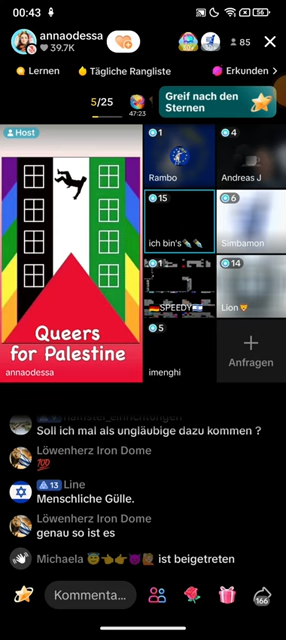 00:43
56
annaodessa
39.7K
85
Lernen
Tägliche Rangliste
Erkunden
5/25
47:23
Greif nach den
Sternen
Host
1
Rambo
4
Andreas J
15
ich bin's
6
Simbamon
1
SPEEDY
14
Lion
5
imenghi
Anfragen
Queers
for Palestine
annaodessa
Soll ich mal als ungläubige dazu kommen ?
Löwenherz Iron Dome
💯
13 Line
Menschliche Gülle.
Löwenherz Iron Dome
genau so ist es
Michaela 😇👈👉😈🙋🏽 ist beigetreten
Kommenta...
166